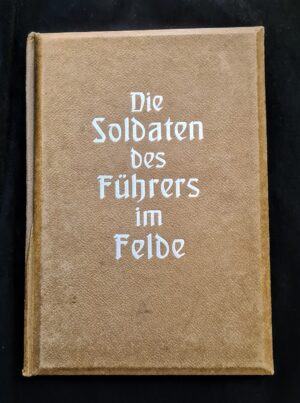 Die
Soldaten
des
Führers
im
Felde